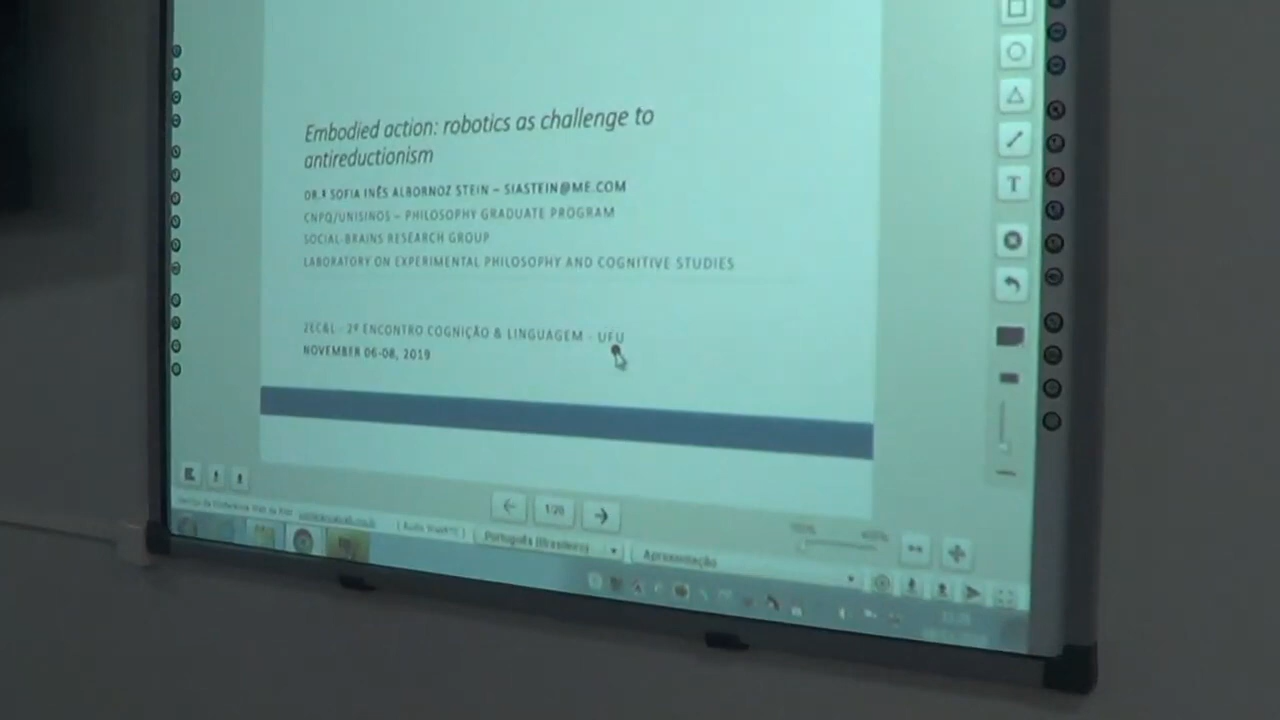 Embodied action: robotics as challenge to
antireductionism
DR.ª SOFIA INÊS ALBORNOZ STEIN – SIASTEIN@ME.COM
CNPQ/UNISINOS – PHILOSOPHY GRADUATE PROGRAM
SOCIAL BRAINS RESEARCH GROUP
LABORATORY ON EXPERIMENTAL PHILOSOPHY AND COGNITIVE STUDIES
2EC&L - 2º ENCONTRO COGNIÇÃO & LINGUAGEM - UFU
NOVEMBER 06-08, 2019
T
1/20
Português (Brasileiro)
Apresentação